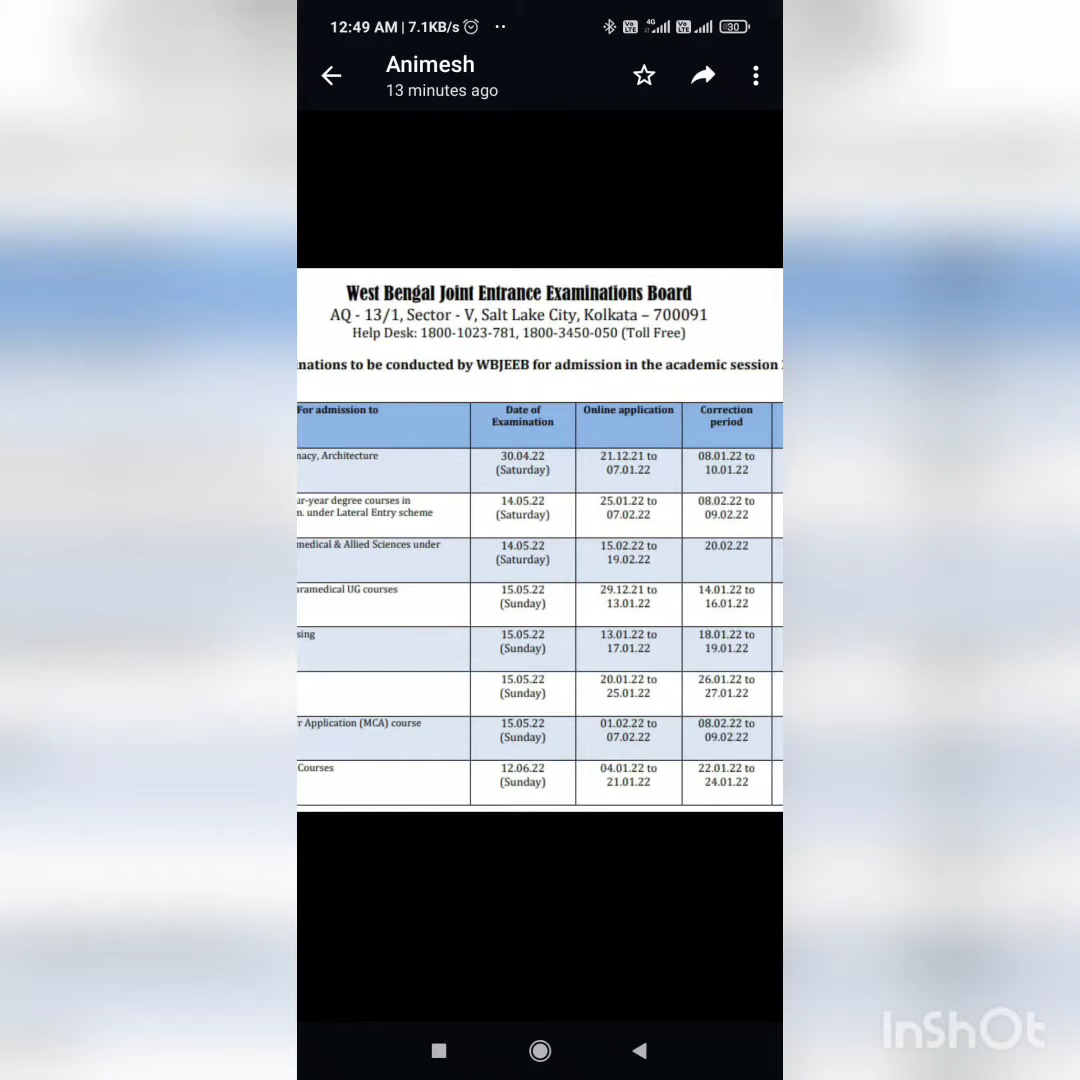 12:49 AM | 7.1KB/s
4G
Vo LTE
Vo LTE
30
Animesh
13 minutes ago
West Bengal Joint Entrance Examinations Board
AQ - 13/1, Sector - V, Salt Lake City, Kolkata – 700091
Help Desk: 1800-1023-781, 1800-3450-050 (Toll Free)
nations to be conducted by WBJEEB for admission in the academic session
For admission to
Date of Examination
Online application
Correction period
nacy, Architecture
30.04.22 (Saturday)
21.12.21 to 07.01.22
08.01.22 to 10.01.22
ur-year degree courses in
n. under Lateral Entry scheme
14.05.22 (Saturday)
25.01.22 to 07.02.22
08.02.22 to 09.02.22
medical & Allied Sciences under
14.05.22 (Saturday)
15.02.22 to 19.02.22
20.02.22
aramedical UG courses
15.05.22 (Sunday)
29.12.21 to 13.01.22
14.01.22 to 16.01.22
sing
15.05.22 (Sunday)
13.01.22 to 17.01.22
18.01.22 to 19.01.22
15.05.22 (Sunday)
20.01.22 to 25.01.22
26.01.22 to 27.01.22
r Application (MCA) course
15.05.22 (Sunday)
01.02.22 to 07.02.22
08.02.22 to 09.02.22
Courses
12.06.22 (Sunday)
04.01.22 to 21.01.22
22.01.22 to 24.01.22
InShOt